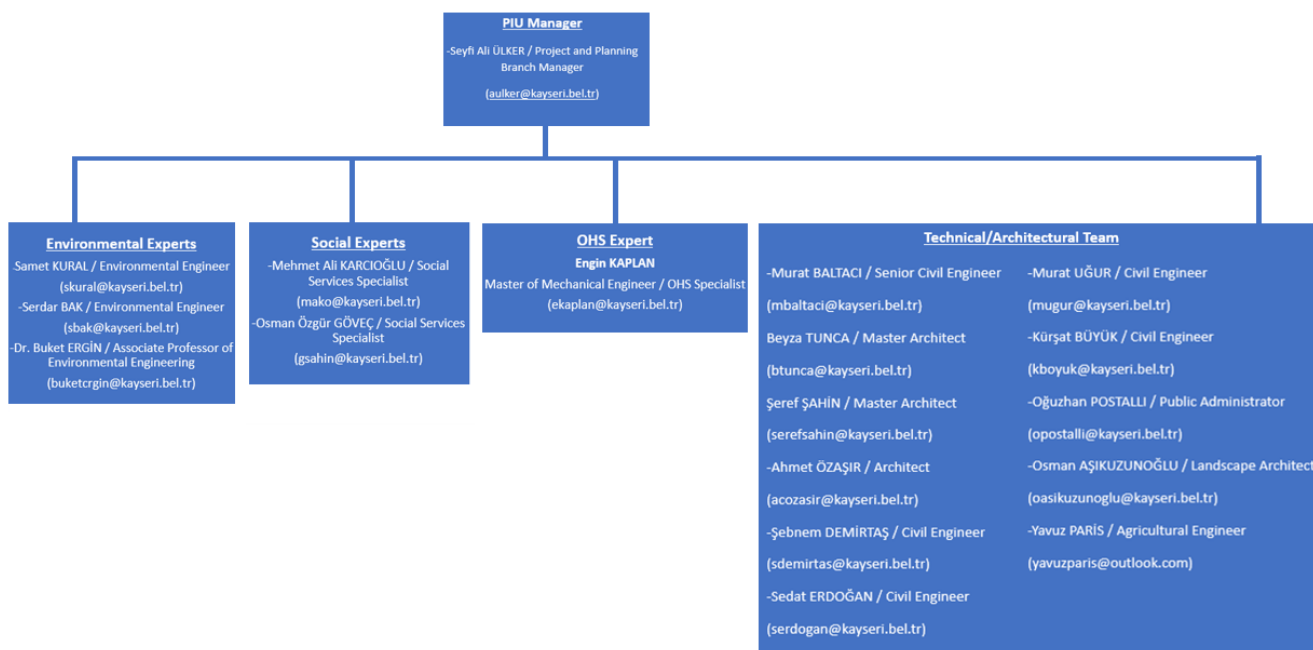 PIU Manager
-Seyfi Ali ÜLKER / Project and Planning
Branch Manager
(aulker@kayseri.bel.tr)
Environmental Experts
-Samet KURAL / Environmental Engineer
(skural@kayseri.bel.tr)
-Serdar BAK / Environmental Engineer
(sbak@kayseri.bel.tr)
-Dr. Buket ERGİN / Associate Professor of
Environmental Engineering
(buketcrgin@kayseri.bel.tr)
Social Experts
-Mehmet Ali KARCIOĞLU / Social
Services Specialist
(mako@kayseri.bel.tr)
-Osman Özgür GÖVEÇ / Social Services
Specialist
(gsahin@kayseri.bel.tr)
OHS Expert
Engin KAPLAN
Master of Mechanical Engineer / OHS Specialist
(ekaplan@kayseri.bel.tr)
Technical/Architectural Team
-Murat BALTACI / Senior Civil Engineer
(mbaltaci@kayseri.bel.tr)
Beyza TUNCA / Master Architect
(btunca@kayseri.bel.tr)
Şeref ŞAHİN / Master Architect
(serefsahin@kayseri.bel.tr)
-Ahmet ÖZAŞIR / Architect
(acozasir@kayseri.bel.tr)
-Şebnem DEMİRTAŞ / Civil Engineer
(sdemirtas@kayseri.bel.tr)
-Sedat ERDOĞAN / Civil Engineer
(serdogan@kayseri.bel.tr)
-Murat UĞUR / Civil Engineer
(mugur@kayseri.bel.tr)
-Kürşat BÜYÜK / Civil Engineer
(kboyuk@kayseri.bel.tr)
-Oğuzhan POSTALLI / Public Administrator
(opostalli@kayseri.bel.tr)
-Osman AŞIKUZUNOĞLU / Landscape Architect
(oasikuzunoglu@kayseri.bel.tr)
-Yavuz PARİS / Agricultural Engineer
(yavuzparis@outlook.com)